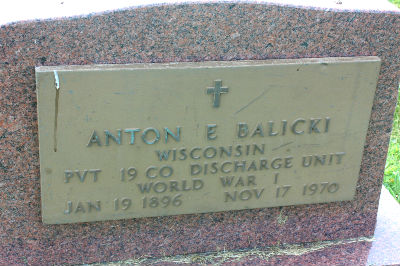 ANTON E BALICKI
WISCONSIN
PVT 19 CO DISCHARGE UNIT
WORLD WAR I
JAN 19 1896 NOV 17 1970